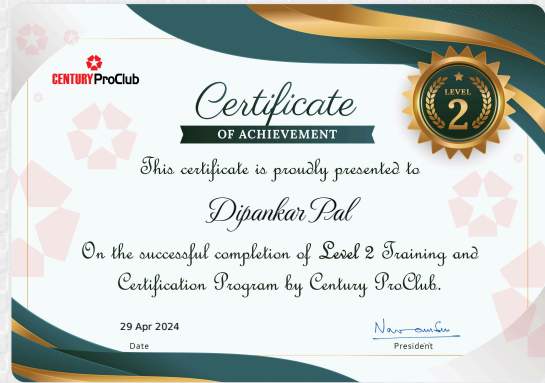 CENTURY ProClub
Certificate
OF ACHIEVEMENT
LEVEL
2
This certificate is proudly presented to
Dipankar Pal
On the successful completion of Level 2 Training and
Certification Program by Century ProClub.
29 Apr 2024
Date
President